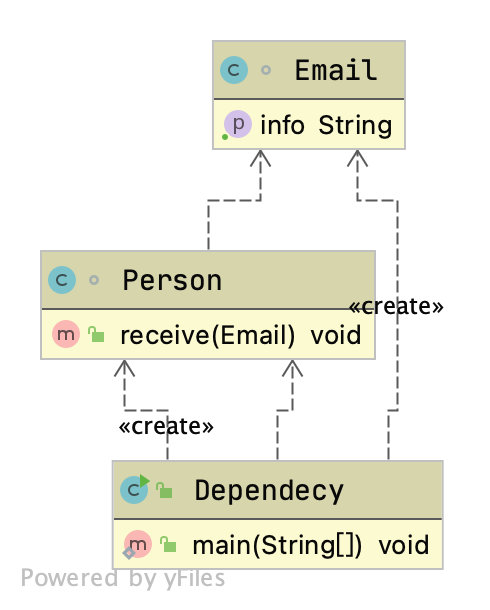 C Email
p info String
C Person
«create»
m receive(Email) void
«create»
C Dependecy
m main(String[]) void
Powered by yFiles